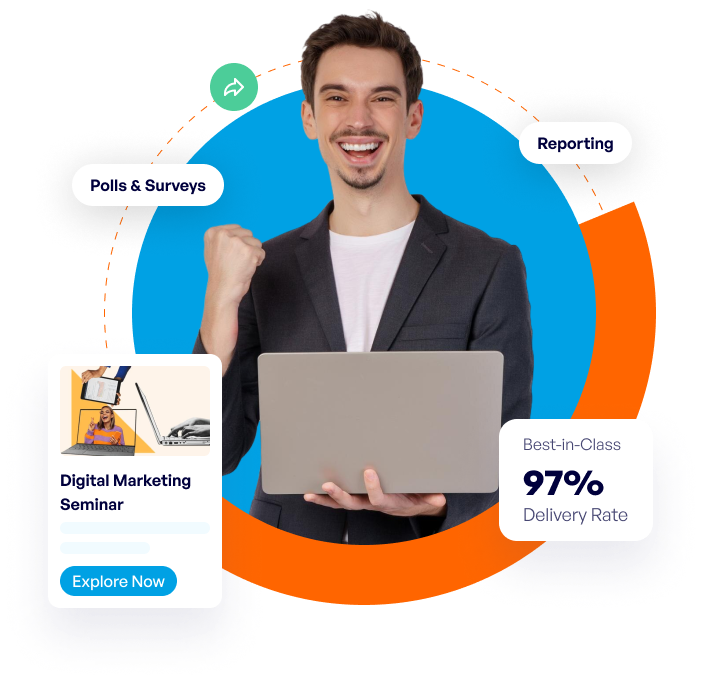 Reporting
Polls & Surveys
Digital Marketing
Seminar
Explore Now
Best-in-Class
97%
Delivery Rate